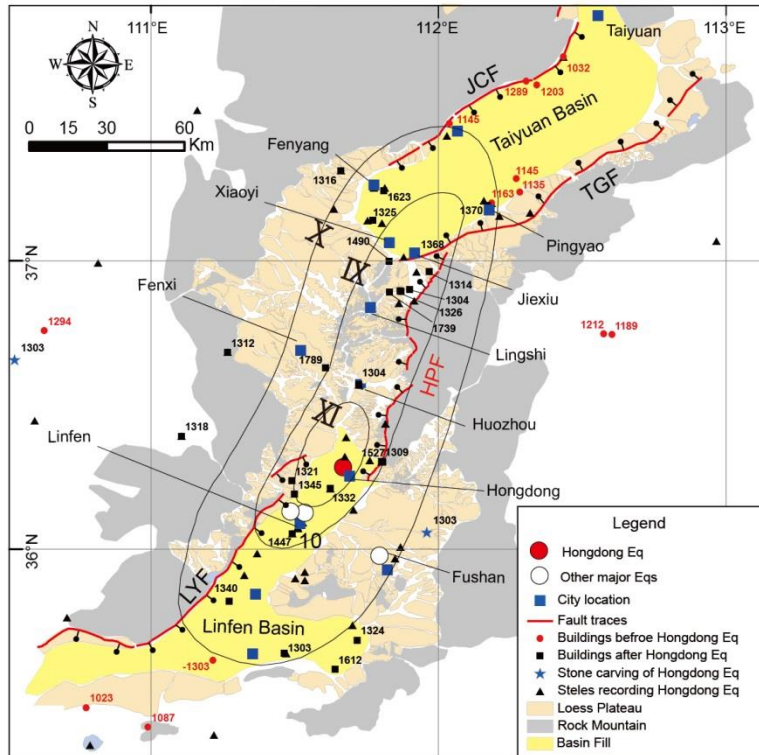 111°E
112°E
113°E
Taiyuan
N
W E
S
1032
JCF
1289
1203
0 15 30 60
Km
1145
Taiyuan Basin
Fenyang
1316
1145
1623
1135
TGF
Xiaoyi
1163
1325
1370
X
1490
1368
Pingyao
37°N
IX
Fenxi
1314
Jiexiu
1304
1326
1294
1212 1189
1739
1303
1312
Lingshi
1789
1304
HPF
Huozhou
XI
Linfen
1318
1527
1309
1321
1345
1332
Hongdong
1303
1447
10
36°N
LYF
Fushan
1340
Linfen Basin
1324
-1303
1303
1612
1023
1087
Legend
Hongdong Eq
Other major Eqs
City location
Fault traces
Buildings befroe Hongdong Eq
Buildings after Hongdong Eq
Stone carving of Hongdong Eq
Steles recording Hongdong Eq
Loess Plateau
Rock Mountain
Basin Fill